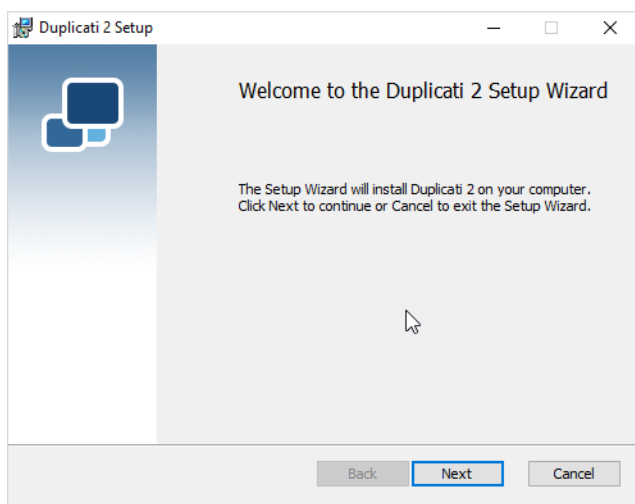 Duplicati 2 Setup
Welcome to the Duplicati 2 Setup Wizard
The Setup Wizard will install Duplicati 2 on your computer.
Click Next to continue or Cancel to exit the Setup Wizard.
Back Next Cancel